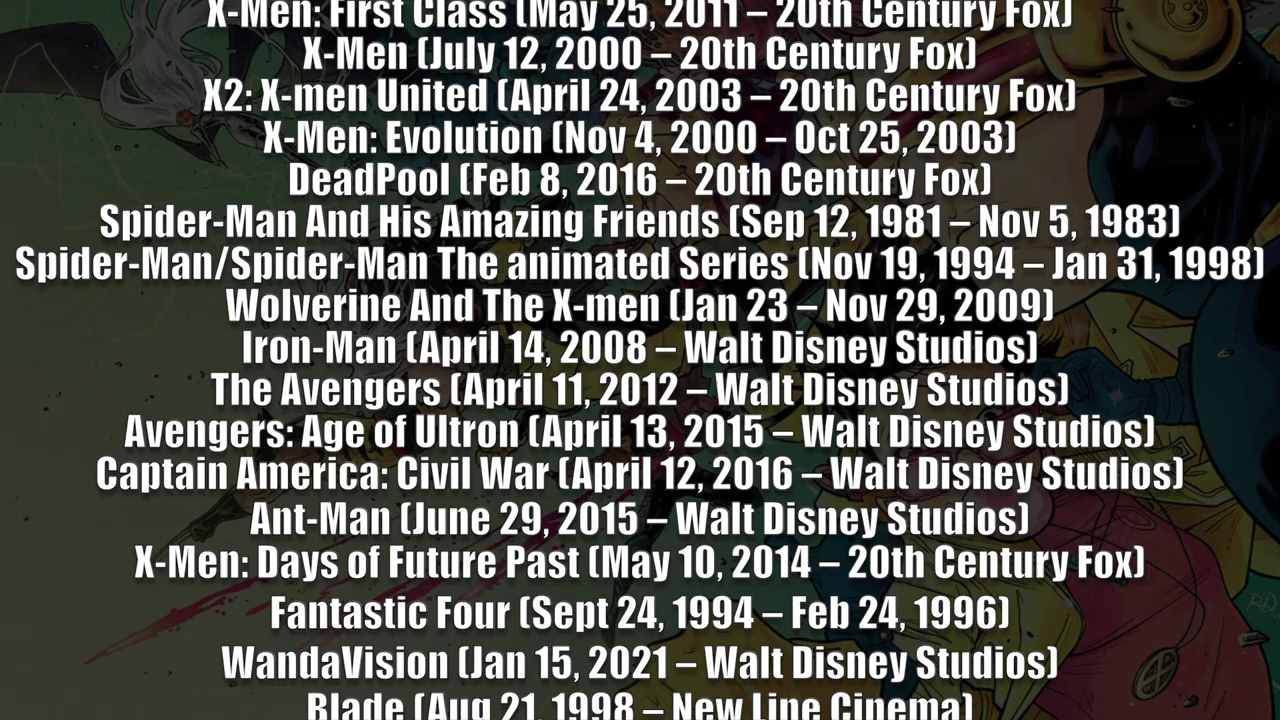 X-Men: First Class (May 25, 2011 – 20th Century Fox)
X-Men (July 12, 2000 – 20th Century Fox)
X2: X-men United (April 24, 2003 – 20th Century Fox)
X-Men: Evolution (Nov 4, 2000 – Oct 25, 2003)
DeadPool (Feb 8, 2016 – 20th Century Fox)
Spider-Man And His Amazing Friends (Sep 12, 1981 – Nov 5, 1983)
Spider-Man/Spider-Man The animated Series (Nov 19, 1994 – Jan 31, 1998)
Wolverine And The X-men (Jan 23 – Nov 29, 2009)
Iron-Man (April 14, 2008 – Walt Disney Studios)
The Avengers (April 11, 2012 – Walt Disney Studios)
Avengers: Age of Ultron (April 13, 2015 – Walt Disney Studios)
Captain America: Civil War (April 12, 2016 – Walt Disney Studios)
Ant-Man (June 29, 2015 – Walt Disney Studios)
X-Men: Days of Future Past (May 10, 2014 – 20th Century Fox)
Fantastic Four (Sept 24, 1994 – Feb 24, 1996)
WandaVision (Jan 15, 2021 – Walt Disney Studios)
Blade (Aug 21, 1998 – New Line Cinema)